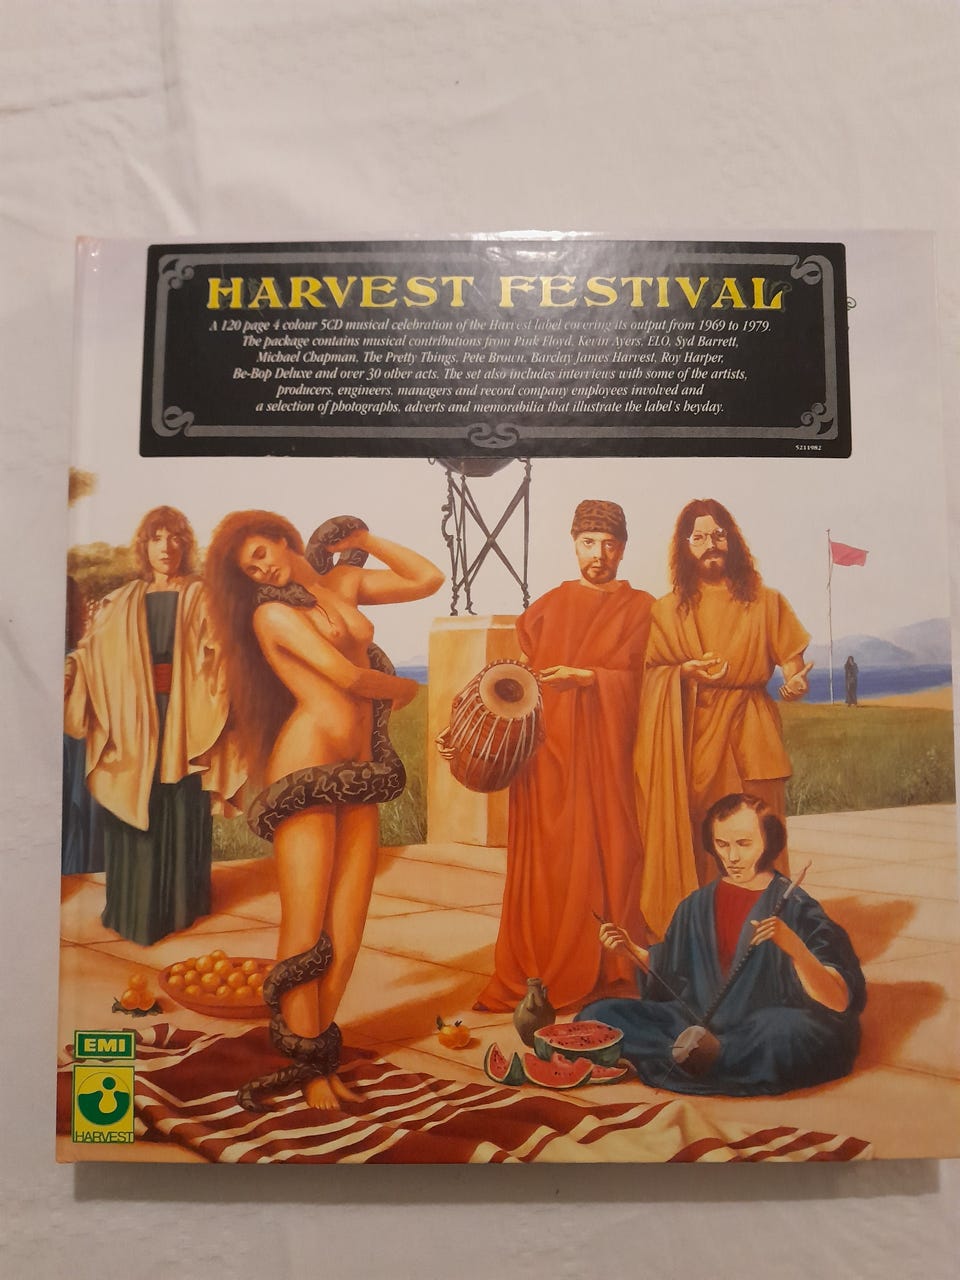 HARVEST FESTIVAL
A 120 page 4 colour 5CD musical celebration of the Harvest label covering its output from 1969 to 1979.
The package contains musical contributions from Pink Floyd, Kevin Ayers, ELO, Syd Barrett,
Michael Chapman, The Pretty Things, Pete Brown, Barclay James Harvest, Roy Harper,
Be-Bop Deluxe and over 30 other acts. The set also includes interviews with some of the artists,
producers, engineers, managers and record company employees involved and
a selection of photographs, adverts and memorabilia that illustrate the label's heyday.
5211982
EMI
HARVEST